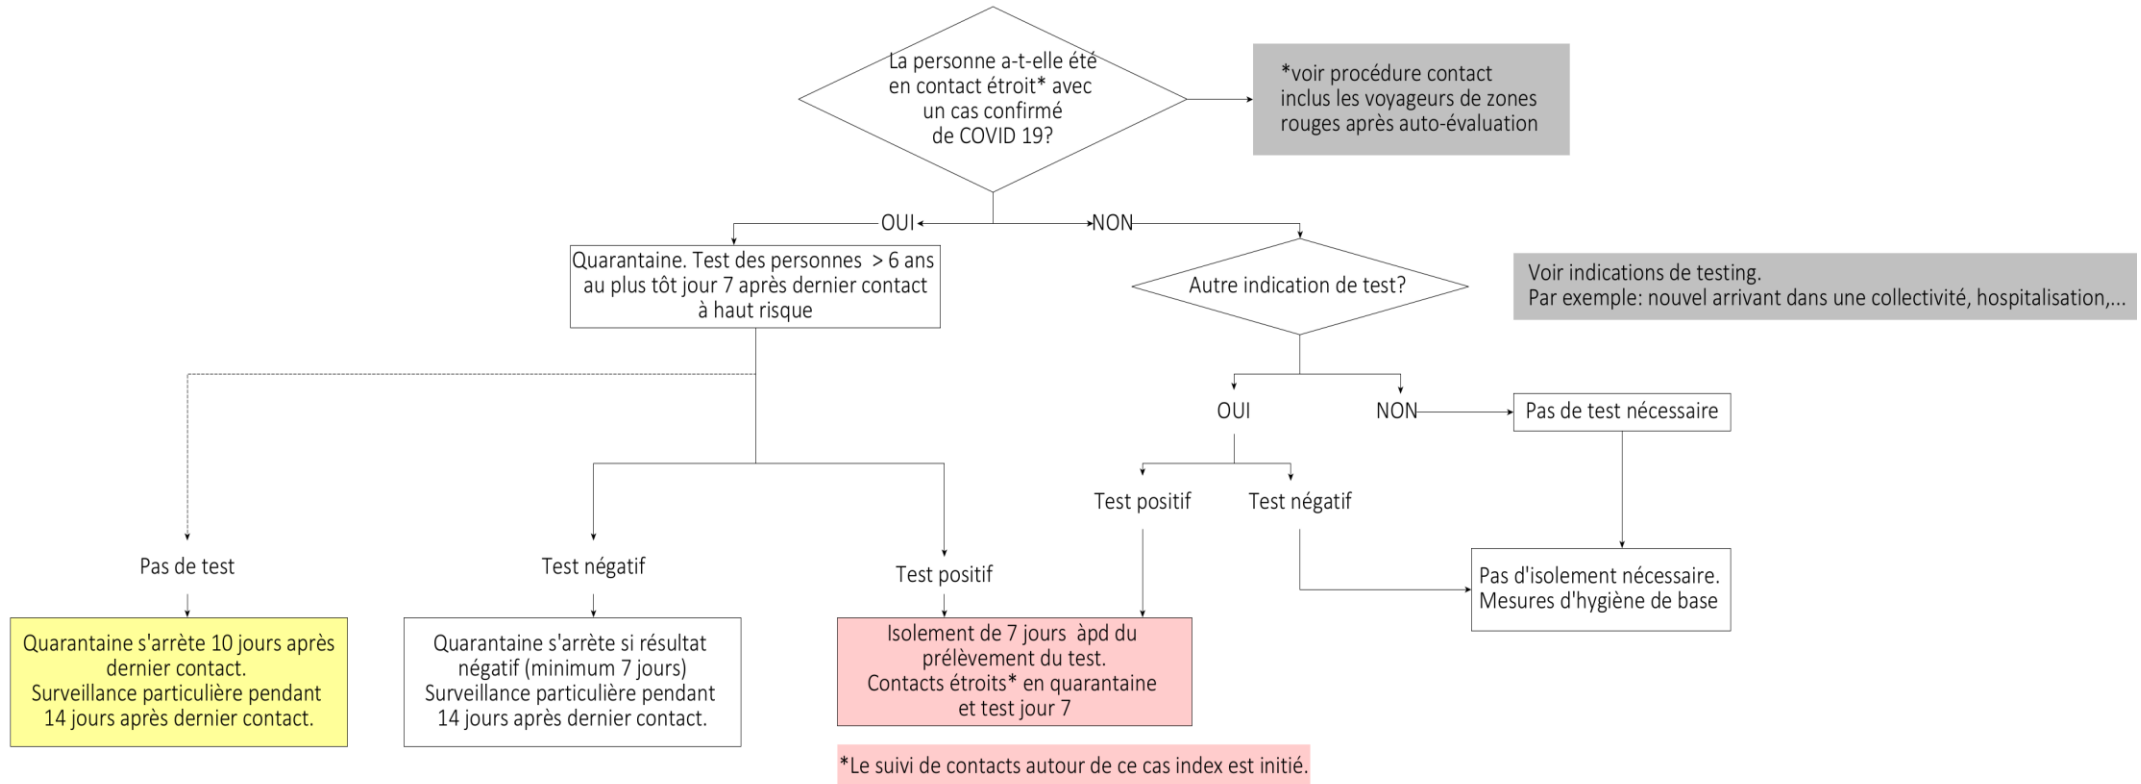 La personne a-t-elle été
en contact étroit* avec
un cas confirmé
de COVID 19?
*voir procédure contact
inclus les voyageurs de zones
rouges après auto-évaluation
OUI
NON
Quarantaine. Test des personnes > 6 ans
au plus tôt jour 7 après dernier contact
à haut risque
Autre indication de test?
Voir indications de testing.
Par exemple: nouvel arrivant dans une collectivité, hospitalisation,...
OUI
NON
Pas de test nécessaire
Test positif
Test négatif
Pas de test
Test négatif
Test positif
Pas d'isolement nécessaire.
Mesures d'hygiène de base
Quarantaine s'arrète 10 jours après
dernier contact.
Surveillance particulière pendant
14 jours après dernier contact.
Quarantaine s'arrète si résultat
négatif (minimum 7 jours)
Surveillance particulière pendant
14 jours après dernier contact.
Isolement de 7 jours àpd du
prélèvement du test.
Contacts étroits* en quarantaine
et test jour 7
*Le suivi de contacts autour de ce cas index est initié.